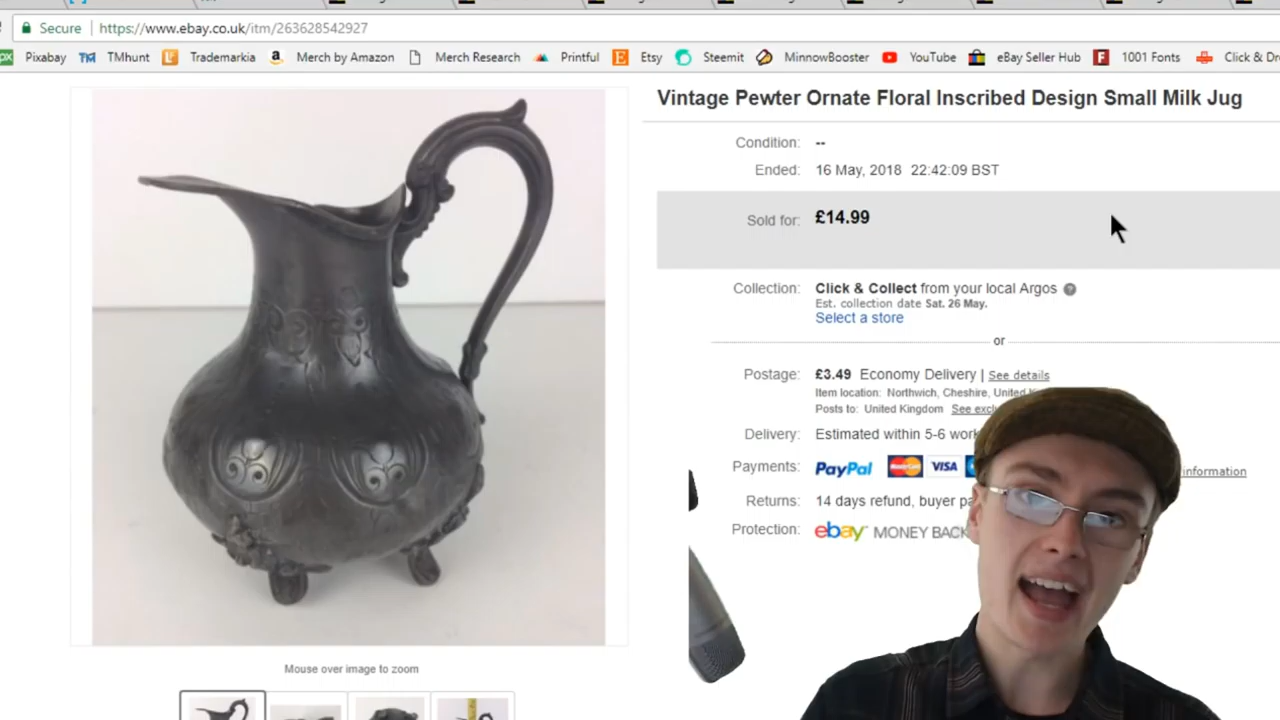 Secure https://www.ebay.co.uk/itm/263628542927
px Pixabay TM TMhunt Trademarkia a Merch by Amazon Merch Research Printful E Etsy Steemit MinnowBooster YouTube eBay Seller Hub F 1001 Fonts Click &
Vintage Pewter Ornate Floral Inscribed Design Small Milk Jug
Condition: --
Ended: 16 May, 2018 22:42:09 BST
Sold for: £14.99
Collection: Click & Collect from your local Argos ?
Est. collection date Sat. 26 May.
Select a store
or
Postage: £3.49 Economy Delivery | See details
Item location: Northwich, Cheshire, United
Posts to: United Kingdom See
Delivery: Estimated within 5-6
Payments: PayPal MasterCard VISA information
Returns: 14 days refund, buyer
Protection: ebay MONEY BACK
Mouse over image to zoom